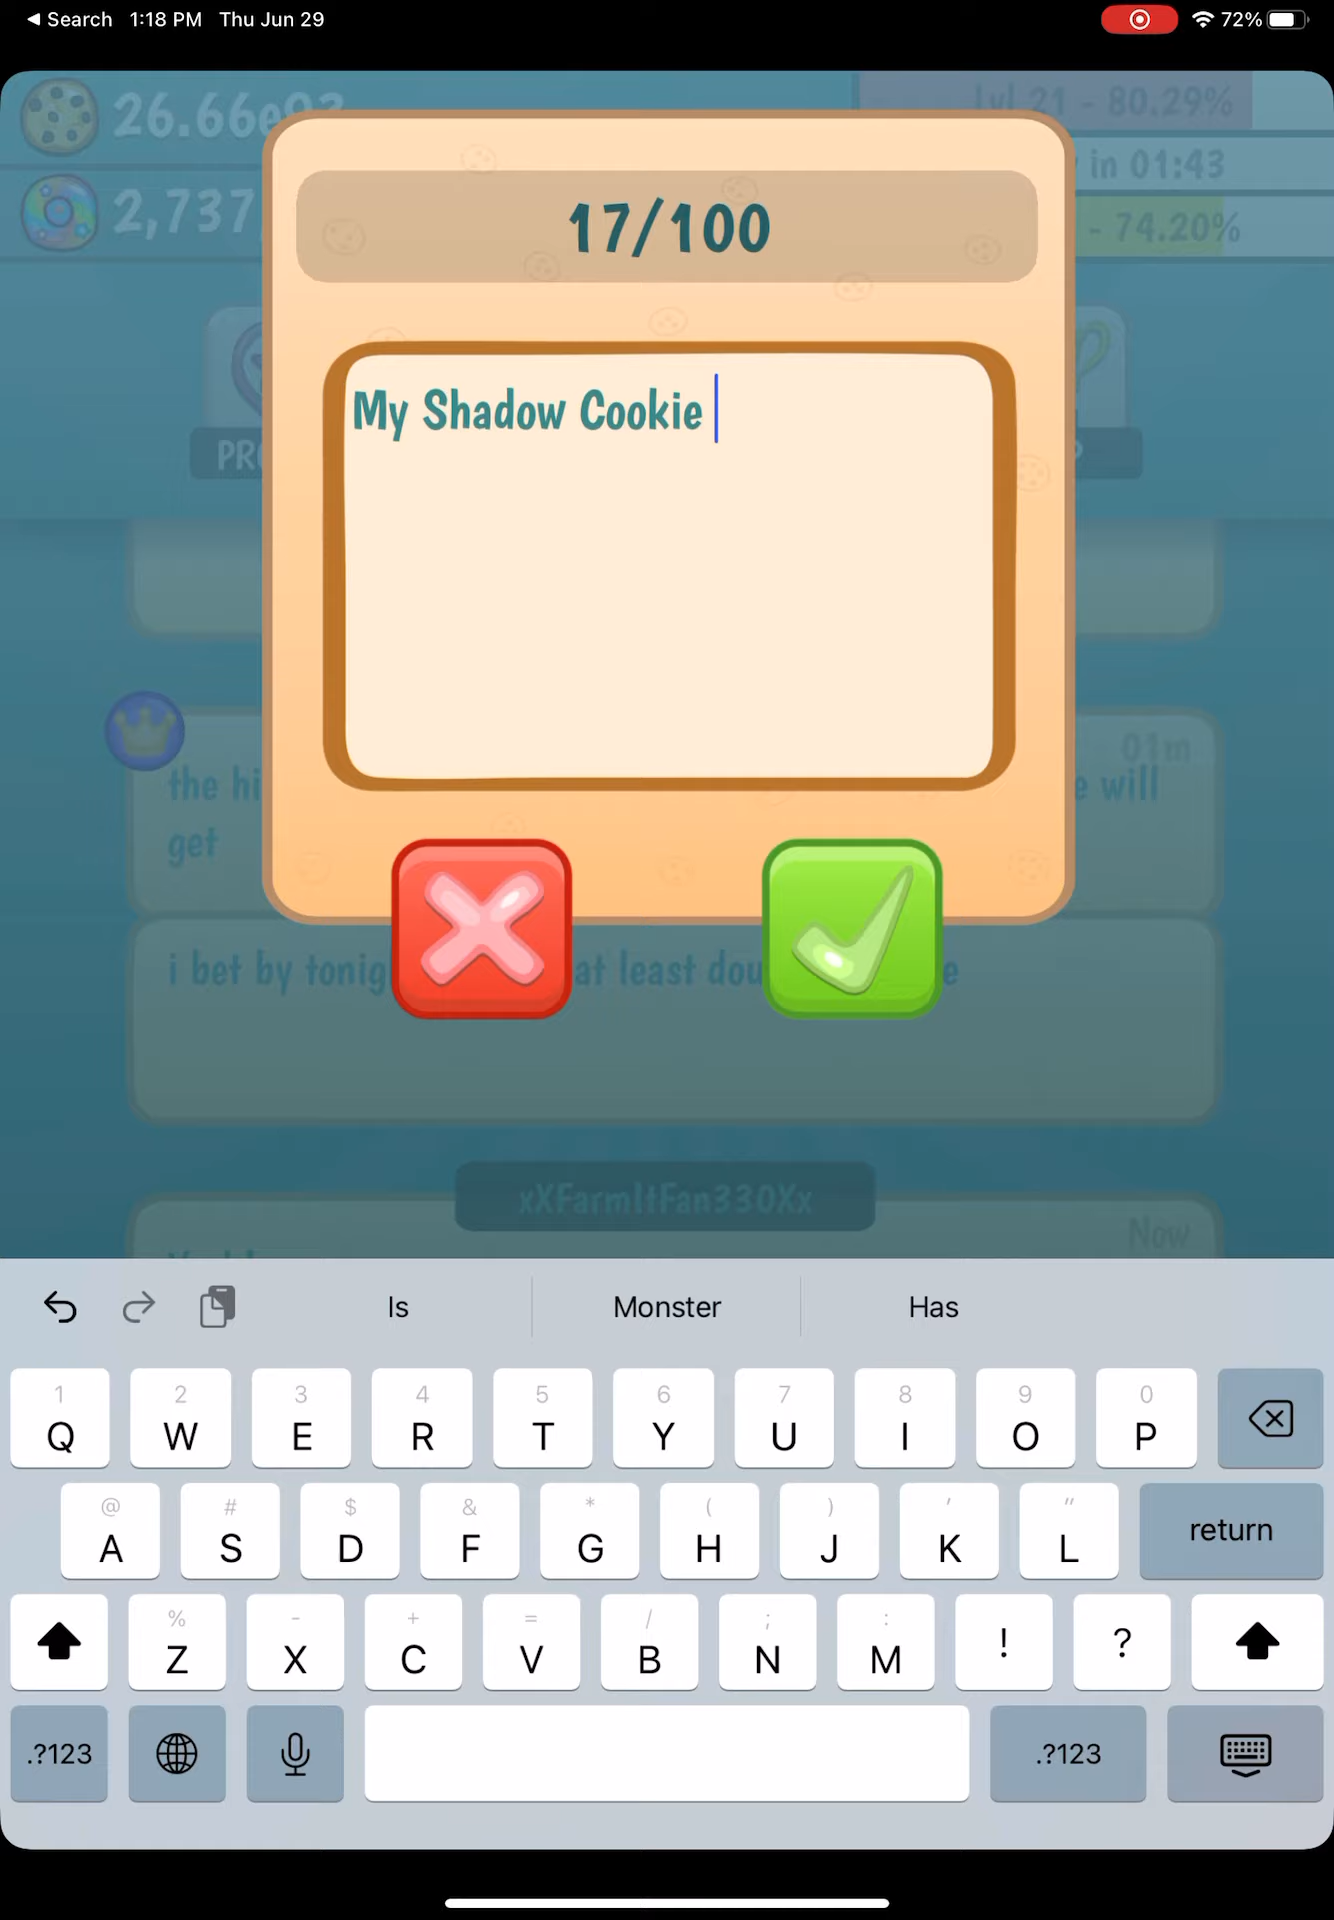 Search 1:18 PM Thu Jun 29 72%
26.66e93 Lvl 21 - 80.29%
in 01:43
2,737 - 74.20%
17/100
My Shadow Cookie
01m
the hi e will
get
i bet by tonig at least dou e
xXFarmItFan330Xx
Now
Is Monster Has
1 2 3 4 5 6 7 8 9 0
Q W E R T Y U I O P
@ # $ & * ( ) ' "
A S D F G H J K L return
% - + = / ; :
Z X C V B N M ! ?
.?123 .?123